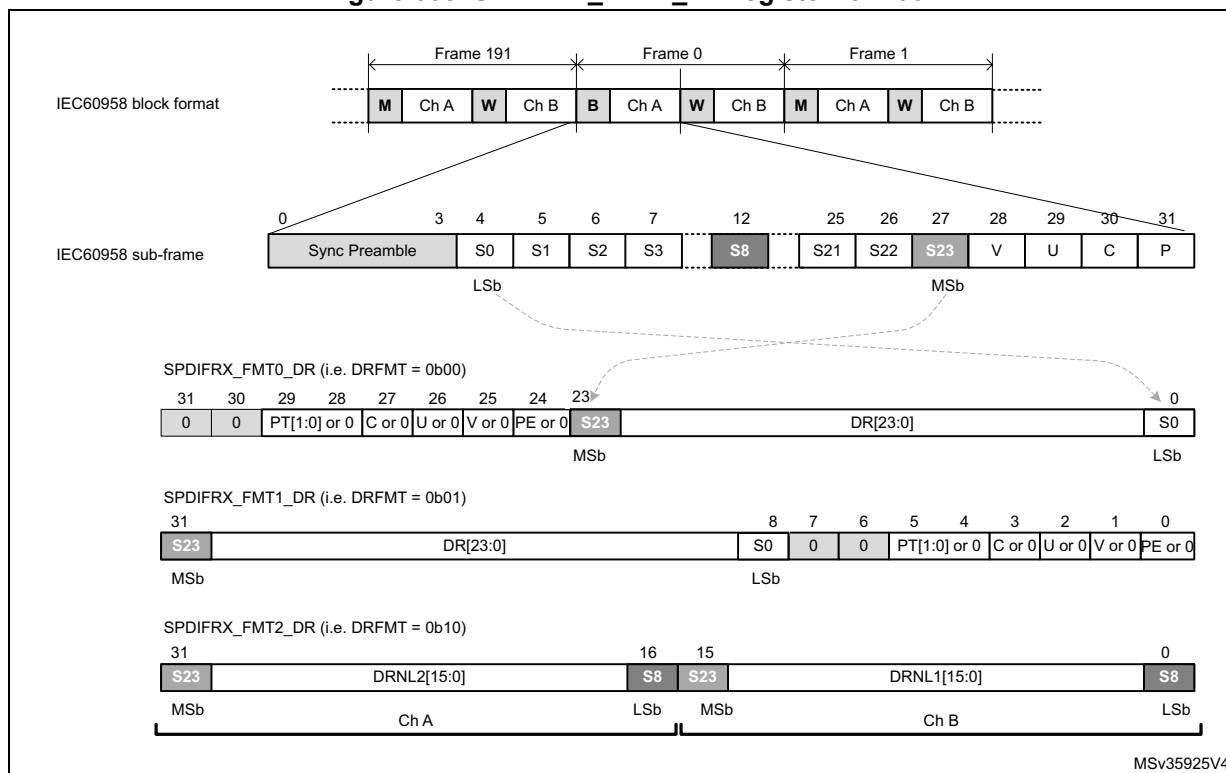 Frame 191 Frame 0 Frame 1
IEC60958 block format
M Ch A W Ch B B Ch A W Ch B M Ch A W Ch B
0 3 4 5 6 7 12 25 26 27 28 29 30 31
IEC60958 sub-frame
Sync Preamble S0 S1 S2 S3 S8 S21 S22 S23 V U C P
LSb MSb
SPDIFRX_FMT0_DR (i.e. DRFMT = 0b00)
31 30 29 28 27 26 25 24 23 0
0 0 PT[1:0] or 0 C or 0 U or 0 V or 0 PE or 0 S23 DR[23:0] S0
MSb LSb
SPDIFRX_FMT1_DR (i.e. DRFMT = 0b01)
31 8 7 6 5 4 3 2 1 0
S23 DR[23:0] S0 0 0 PT[1:0] or 0 C or 0 U or 0 V or 0 PE or 0
MSb LSb
SPDIFRX_FMT2_DR (i.e. DRFMT = 0b10)
31 16 15 0
S23 DRNL2[15:0] S8 S23 DRNL1[15:0] S8
MSb LSb MSb LSb
Ch A Ch B
MSv35925V4